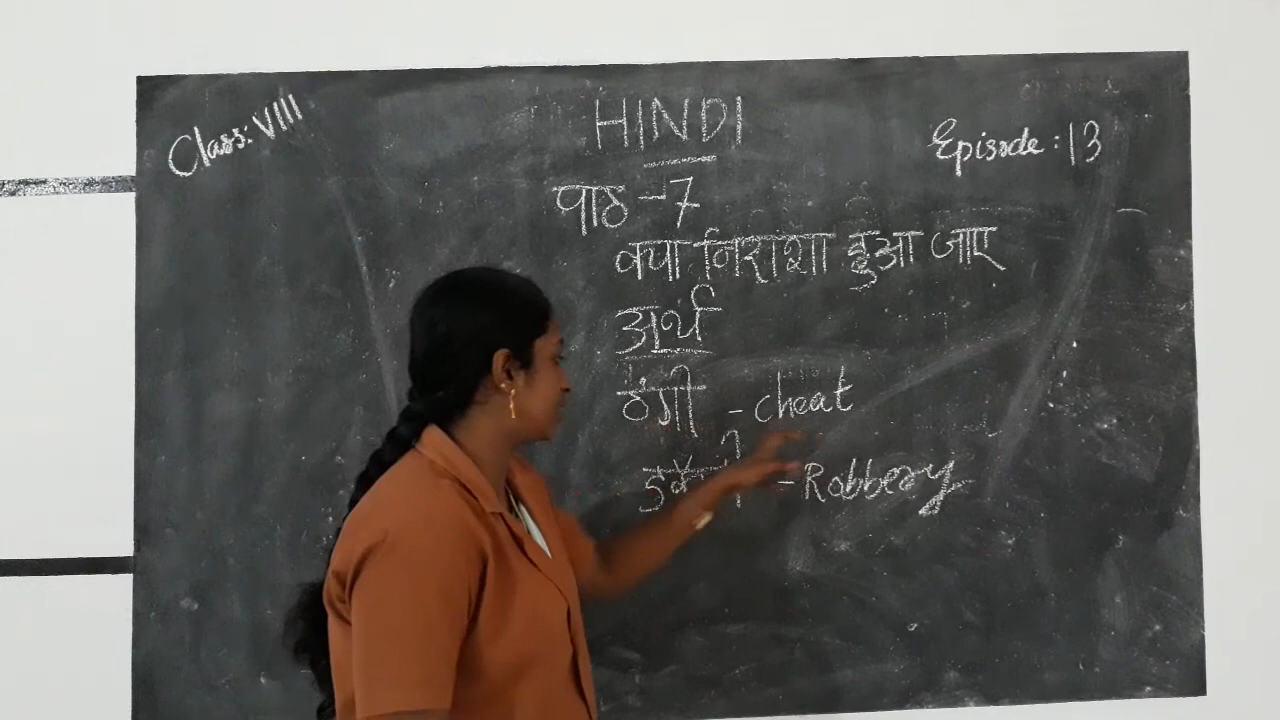 Class: VIII
HINDI
Episode : 13
पाठ - 7
क्या निराशा हुआ जाए
अर्थ
ठगी - cheat
- Robbery